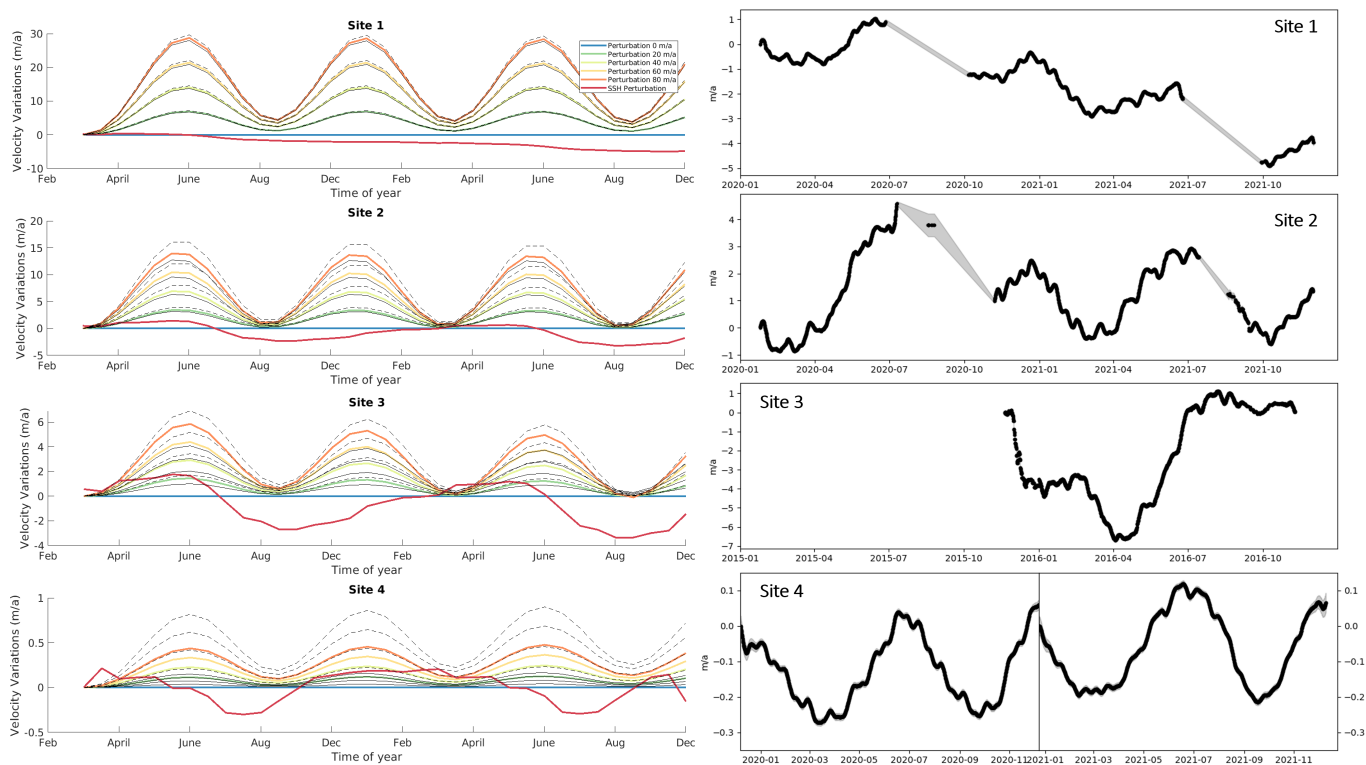 Site 1
Velocity Variations (m/a)
30
20
10
0
-10
Perturbation 0 m/a
Perturbation 20 m/a
Perturbation 40 m/a
Perturbation 60 m/a
Perturbation 80 m/a
SSH Perturbation
Feb April June Aug Dec Feb April June Aug Dec
Time of year
Site 2
Velocity Variations (m/a)
20
15
10
5
0
-5
Feb April June Aug Dec Feb April June Aug Dec
Time of year
Site 3
Velocity Variations (m/a)
6
4
2
0
-2
-4
Feb April June Aug Dec Feb April June Aug Dec
Time of year
Site 4
Velocity Variations (m/a)
1
0.5
0
-0.5
Feb April June Aug Dec Feb April June Aug Dec
Time of year
Site 1
m/a
1
0
−1
−2
−3
−4
−5
2020-01 2020-04 2020-07 2020-10 2021-01 2021-04 2021-07 2021-10
Site 2
m/a
4
3
2
1
0
−1
2020-01 2020-04 2020-07 2020-10 2021-01 2021-04 2021-07 2021-10
Site 3
m/a
1
0
−1
−2
−3
−4
−5
−6
−7
2015-01 2015-04 2015-07 2015-10 2016-01 2016-04 2016-07 2016-10
Site 4
m/a
0.1 0.1
0.0 0.0
−0.1 −0.1
−0.2 −0.2
−0.3 −0.3
2020-01 2020-03 2020-05 2020-07 2020-09 2020-11 2021-01 2021-03 2021-05 2021-07 2021-09 2021-11